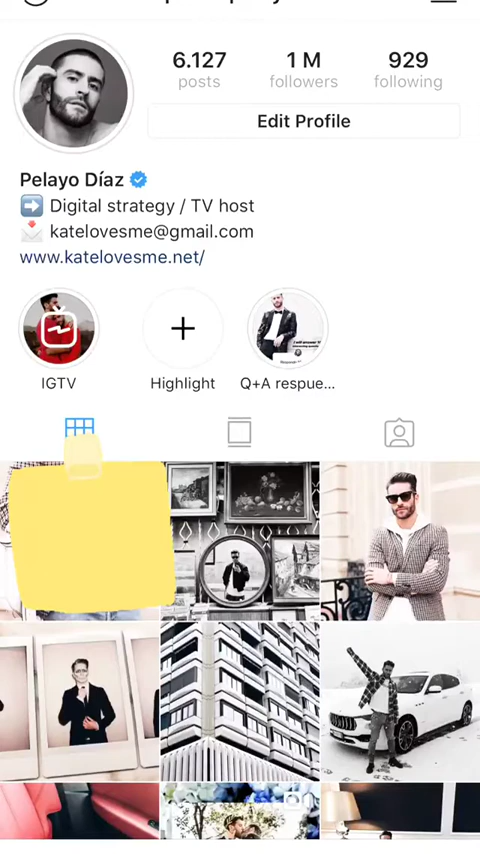 6.127 1 M 929
posts followers following
Edit Profile
Pelayo Díaz
Digital strategy / TV host
katelovesme@gmail.com
www.katelovesme.net/
IGTV Highlight Q+A respue...